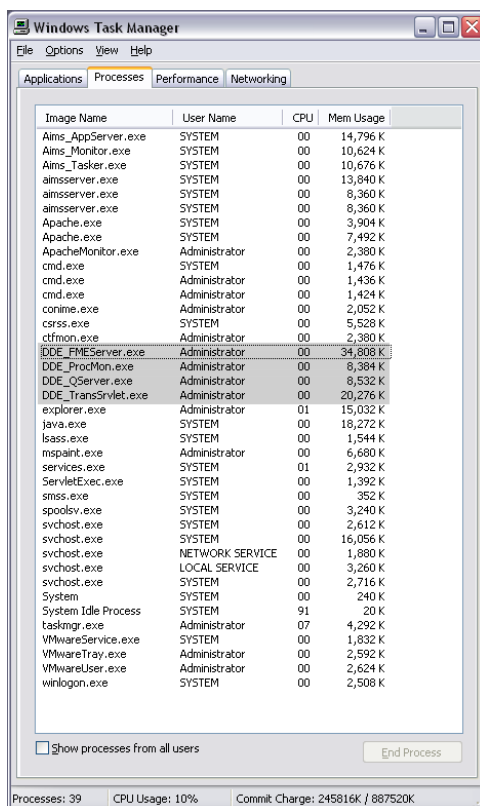 Windows Task Manager
File Options View Help
Applications Processes Performance Networking
Image Name User Name CPU Mem Usage
Aims_AppServer.exe SYSTEM 00 14,796 K
Aims_Monitor.exe SYSTEM 00 10,624 K
Aims_Tasker.exe SYSTEM 00 10,676 K
aimsserver.exe SYSTEM 00 13,840 K
aimsserver.exe SYSTEM 00 8,360 K
aimsserver.exe SYSTEM 00 8,360 K
Apache.exe SYSTEM 00 3,904 K
Apache.exe SYSTEM 00 7,492 K
ApacheMonitor.exe Administrator 00 2,380 K
cmd.exe SYSTEM 00 1,476 K
cmd.exe Administrator 00 1,436 K
cmd.exe Administrator 00 1,424 K
conime.exe Administrator 00 2,052 K
csrss.exe SYSTEM 00 5,528 K
ctfmon.exe Administrator 00 2,380 K
DDE_FMEServer.exe Administrator 00 34,808 K
DDE_ProcMon.exe Administrator 00 8,384 K
DDE_QServer.exe Administrator 00 8,532 K
DDE_TransSrvlet.exe Administrator 00 20,276 K
explorer.exe Administrator 01 15,032 K
java.exe SYSTEM 00 18,272 K
lsass.exe SYSTEM 00 1,544 K
mspaint.exe Administrator 00 6,680 K
services.exe SYSTEM 01 2,932 K
ServletExec.exe SYSTEM 00 1,392 K
smss.exe SYSTEM 00 352 K
spoolsv.exe SYSTEM 00 3,240 K
svchost.exe SYSTEM 00 2,612 K
svchost.exe SYSTEM 00 16,056 K
svchost.exe NETWORK SERVICE 00 1,880 K
svchost.exe LOCAL SERVICE 00 3,260 K
svchost.exe SYSTEM 00 2,716 K
System SYSTEM 00 240 K
System Idle Process SYSTEM 91 20 K
taskmgr.exe Administrator 07 4,292 K
VMwareService.exe SYSTEM 00 1,832 K
VMwareTray.exe Administrator 00 2,592 K
VMwareUser.exe Administrator 00 2,624 K
winlogon.exe SYSTEM 00 2,508 K
Show processes from all users End Process
Processes: 39 CPU Usage: 10% Commit Charge: 245816K / 887520K